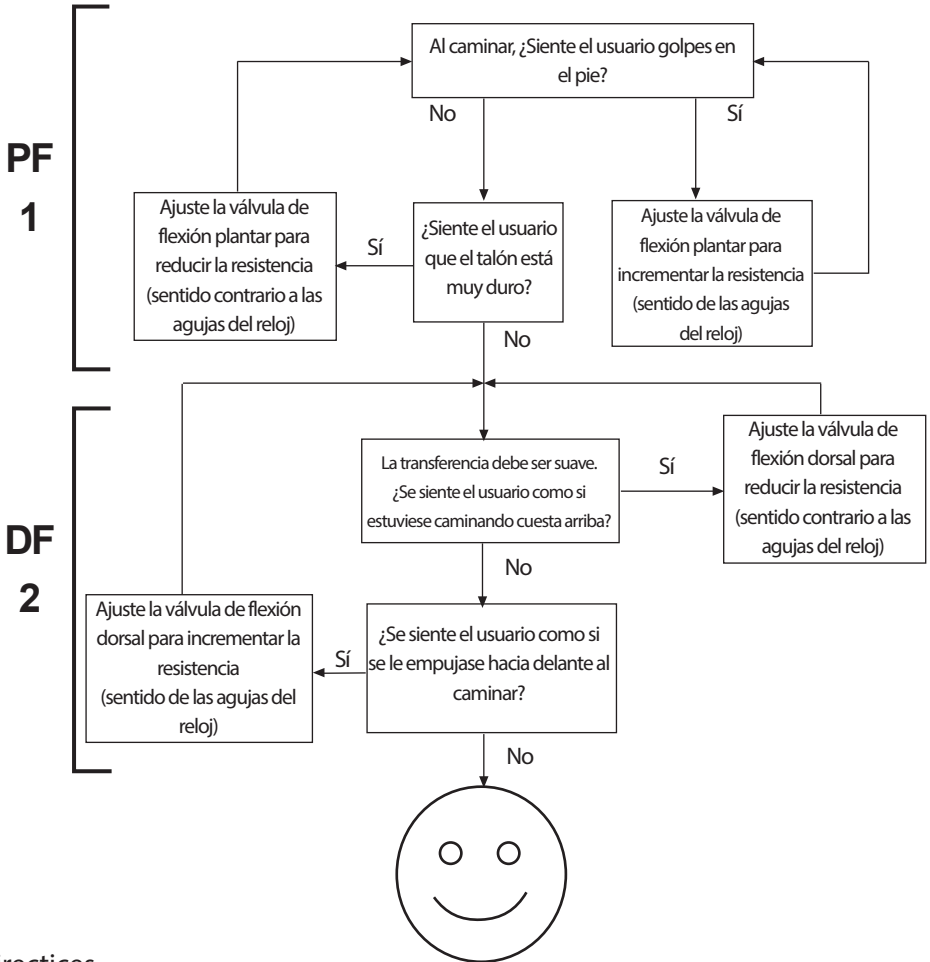 Al caminar, ¿Siente el usuario golpes en
el pie?
No
Sí
PF
1
Ajuste la válvula de
flexión plantar para
reducir la resistencia
(sentido contrario a las
agujas del reloj)
Sí
¿Siente el usuario
que el talón está
muy duro?
Ajuste la válvula de
flexión plantar para
incrementar la resistencia
(sentido de las agujas
del reloj)
No
DF
2
La transferencia debe ser suave.
¿Se siente el usuario como si
estuviese caminando cuesta arriba?
Sí
Ajuste la válvula de
flexión dorsal para
reducir la resistencia
(sentido contrario a las
agujas del reloj)
No
Ajuste la válvula de flexión
dorsal para incrementar la
resistencia
(sentido de las agujas del
reloj)
Sí
¿Se siente el usuario como si
se le empujase hacia delante al
caminar?
No